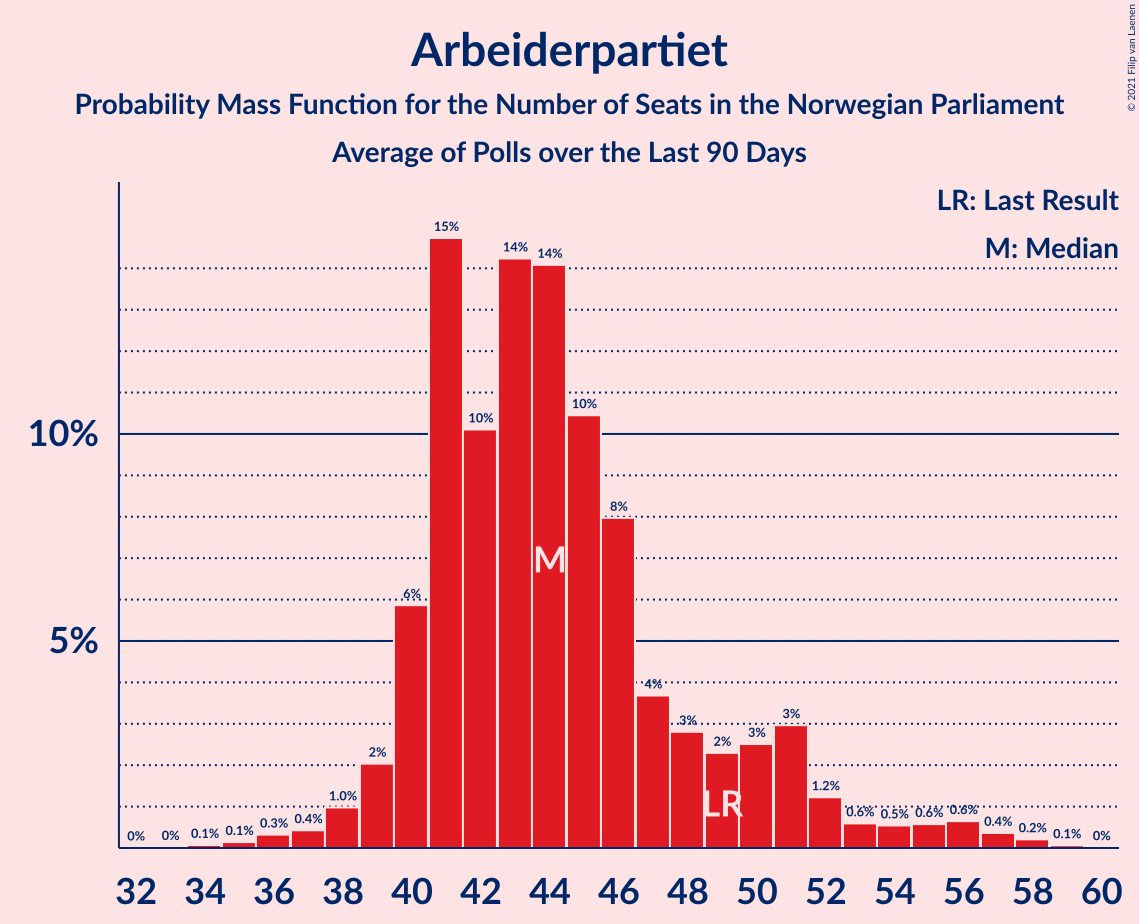 Arbeiderpartiet
Probability Mass Function for the Number of Seats in the Norwegian Parliament
Average of Polls over the Last 90 Days
© 2021 Filip van Laenen
LR: Last Result
M: Median
15%
14% 14%
10% 10%
10%
8%
M
6%
5%
4%
3% 2% 3% 3%
2%
LR
1.0% 1.2%
0% 0% 0.1% 0.1% 0.3% 0.4% 0.6% 0.5% 0.6% 0.6% 0.4% 0.2% 0.1% 0%
32 34 36 38 40 42 44 46 48 50 52 54 56 58 60